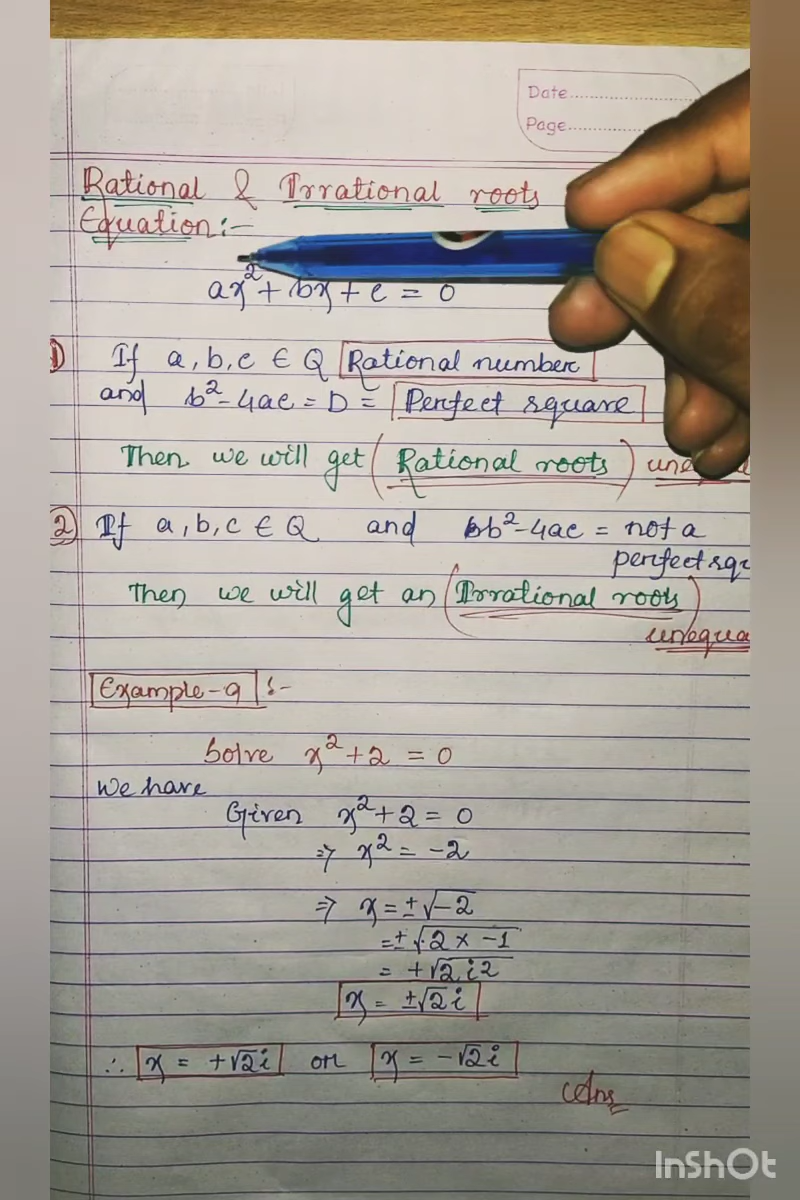 Date....................
Page..................
Rational & Irrational roots
Equation:-
ax² + bx + c = 0
1) If a, b, c ∈ Q Rational number
and b² - 4ac = D = Perfect square
Then we will get (Rational roots)
2) If a, b, c ∈ Q and bb² - 4ac = not a
perfect squ
Then we will get an (Irrational roots)
unequa
Example-9 :-
Solve x² + 2 = 0
We have
Given x² + 2 = 0
⇒ x² = -2
⇒ x = ±√-2
= ±√2 × -1
= +√2 i2
x = ±√2 i
∴ x = +√2 i or x = -√2 i
Ans
InShOt